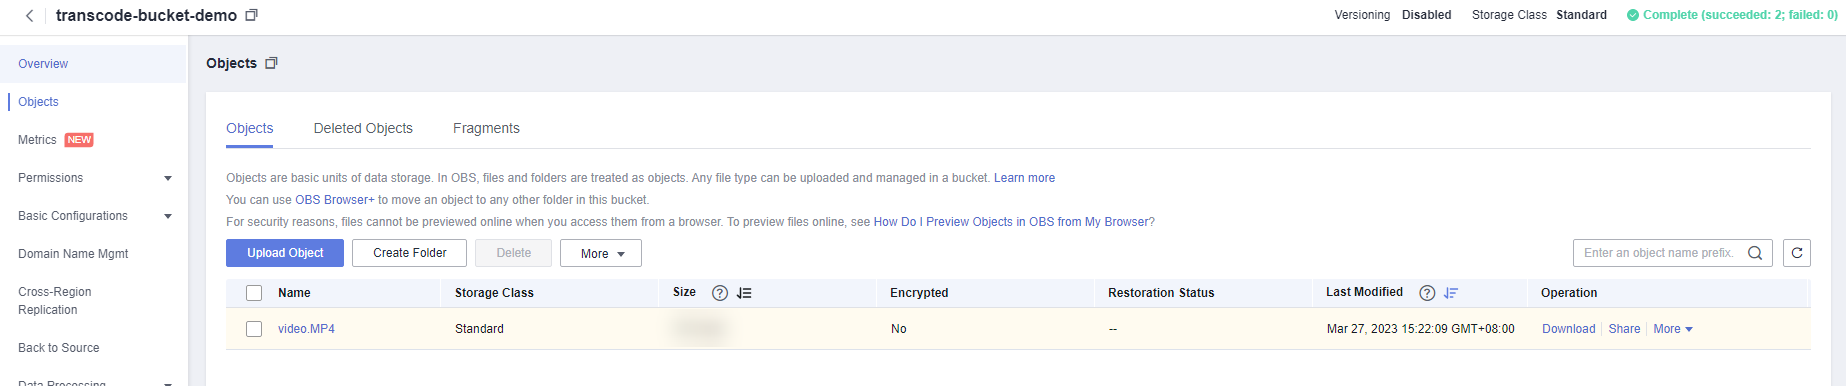 transcode-bucket-demo
Versioning Disabled Storage Class Standard Complete (succeeded: 2; failed: 0)
Overview
Objects
Metrics NEW
Permissions
Basic Configurations
Domain Name Mgmt
Cross-Region
Replication
Back to Source
Data Processing
Objects
Objects Deleted Objects Fragments
Objects are basic units of data storage. In OBS, files and folders are treated as objects. Any file type can be uploaded and managed in a bucket. Learn more
You can use OBS Browser+ to move an object to any other folder in this bucket.
For security reasons, files cannot be previewed online when you access them from a browser. To preview files online, see How Do I Preview Objects in OBS from My Browser?
Upload Object Create Folder Delete More Enter an object name prefix.
Name Storage Class Size Encrypted Restoration Status Last Modified Operation
video.MP4 Standard No -- Mar 27, 2023 15:22:09 GMT+08:00 Download Share More